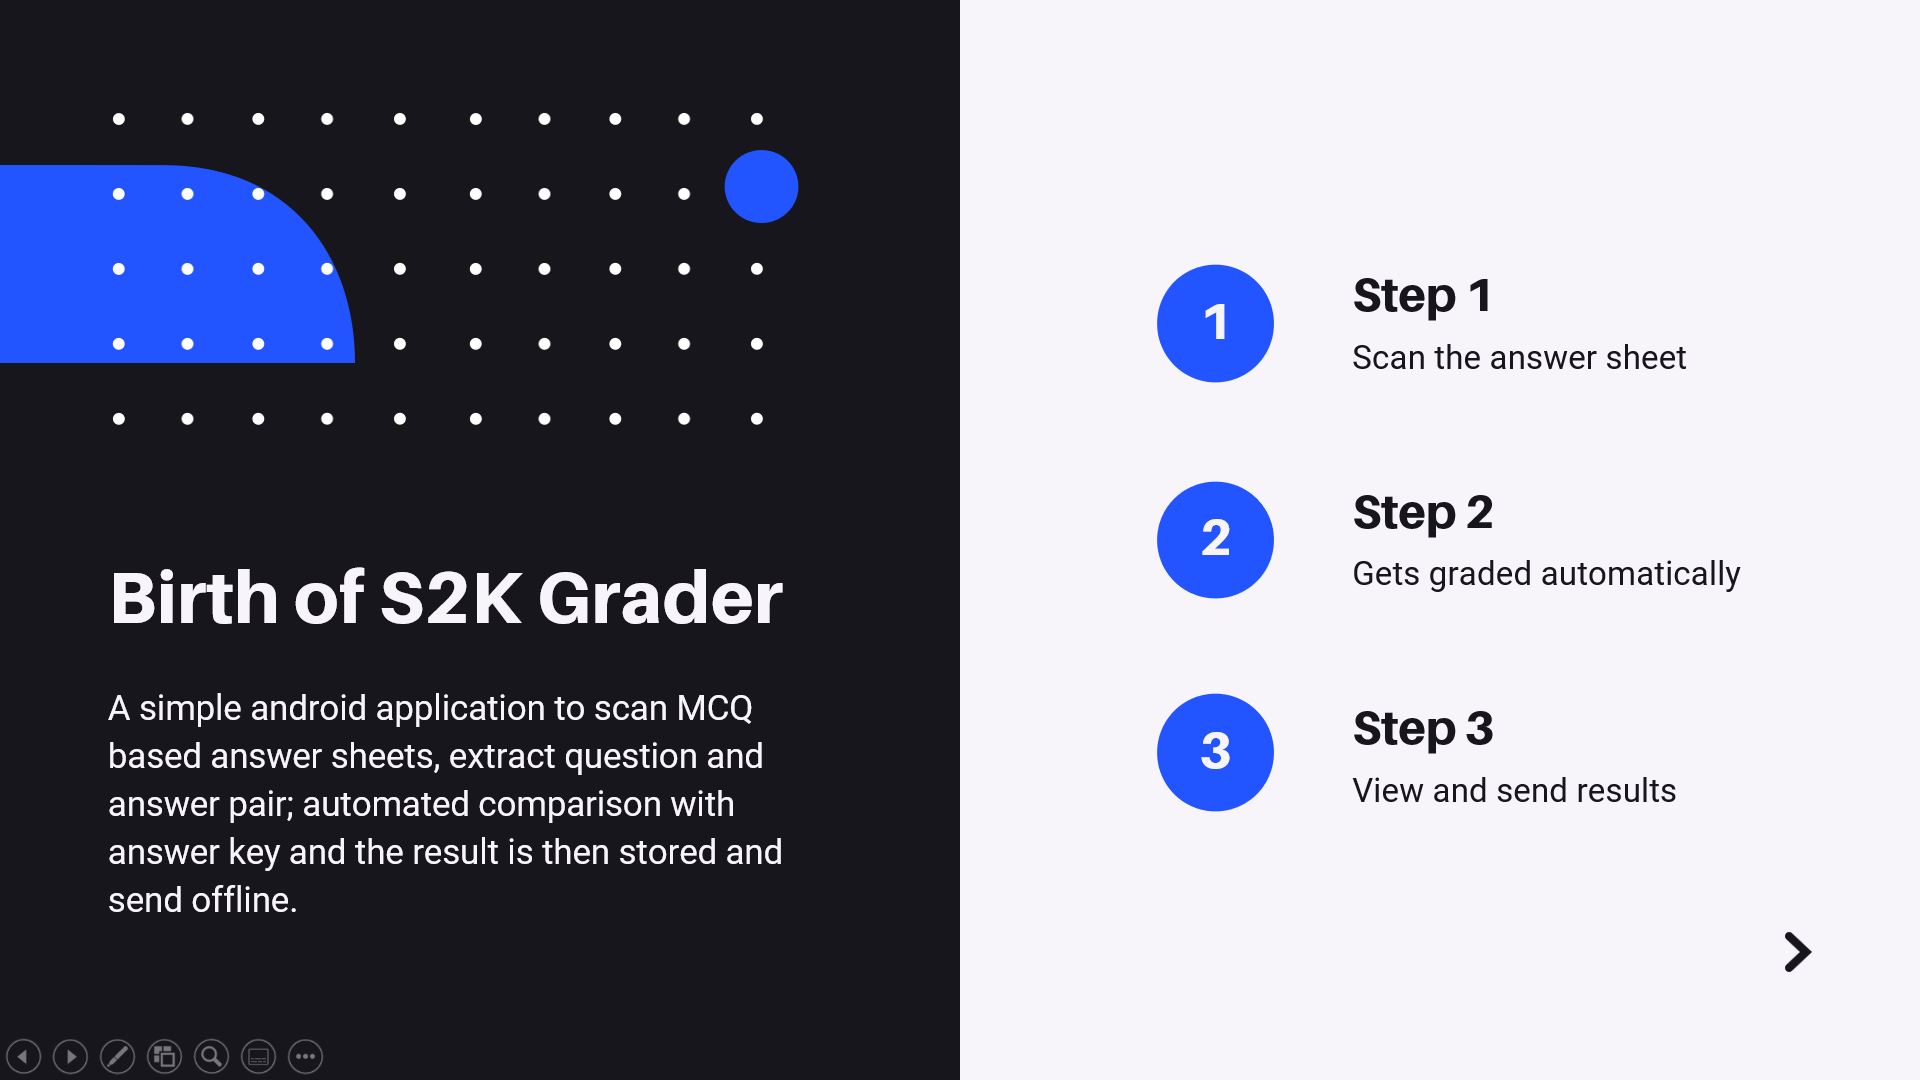 Birth of S2K Grader
A simple android application to scan MCQ
based answer sheets, extract question and
answer pair; automated comparison with
answer key and the result is then stored and
send offline.
1
Step 1
Scan the answer sheet
2
Step 2
Gets graded automatically
3
Step 3
View and send results